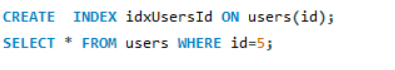 CREATE  INDEX idxUsersId ON users(id);
SELECT * FROM users WHERE id=5;